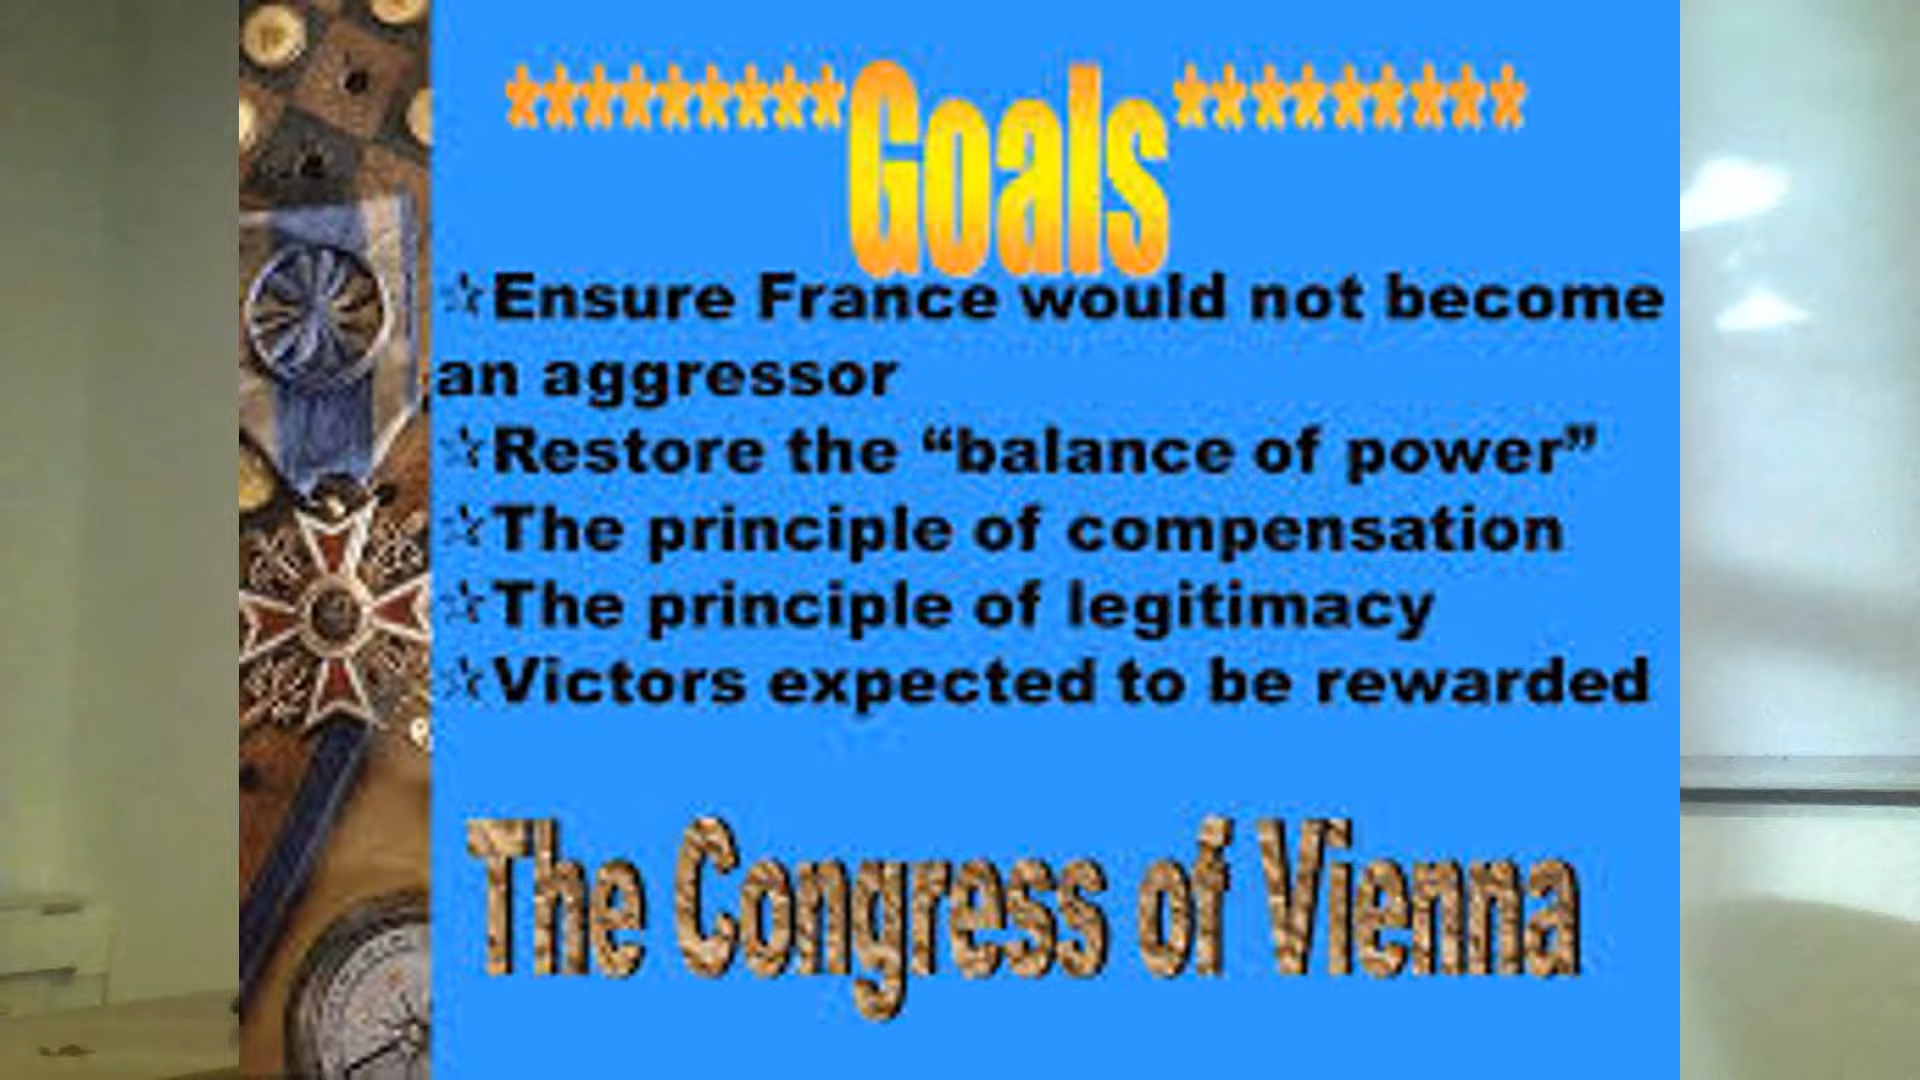 *********Goals*********
☆Ensure France would not become
an aggressor
☆Restore the “balance of power”
☆The principle of compensation
☆The principle of legitimacy
☆Victors expected to be rewarded
The Congress of Vienna